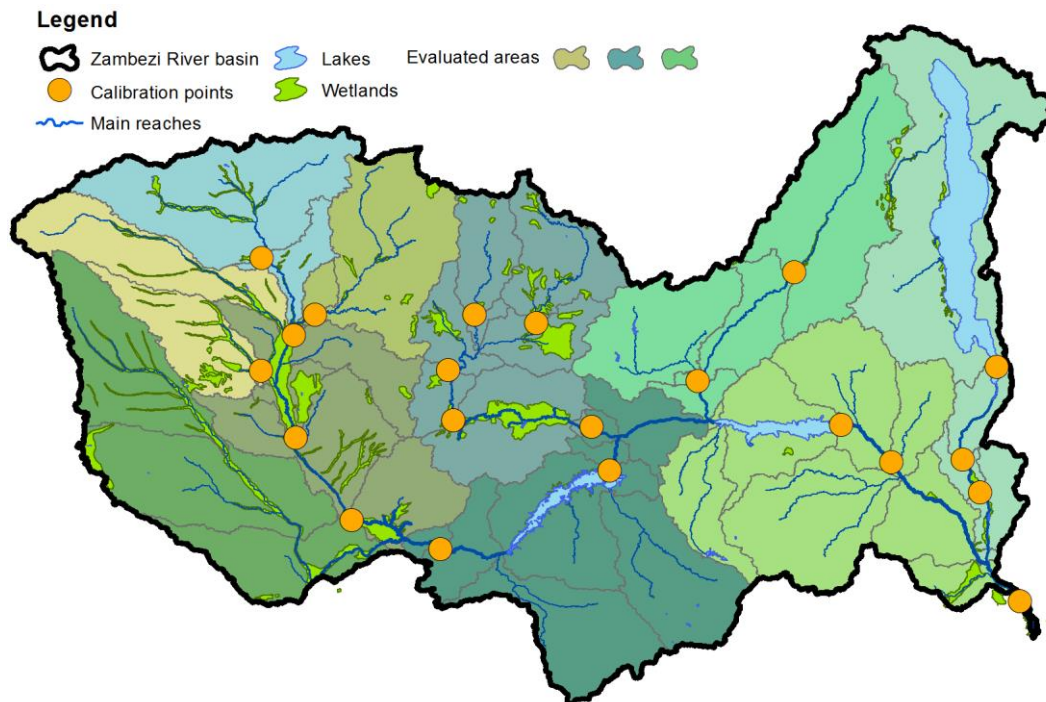 Legend
Zambezi River basin Lakes Evaluated areas
Calibration points Wetlands
Main reaches